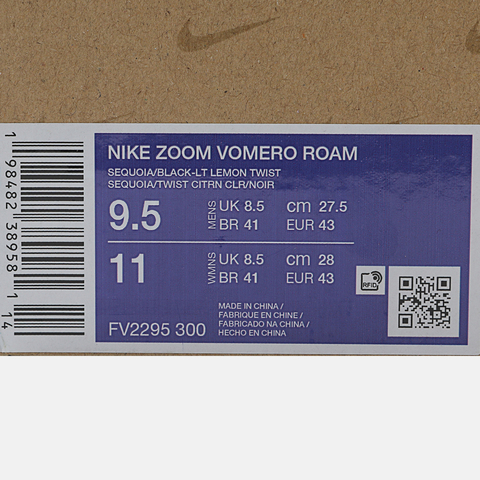 NIKE ZOOM VOMERO ROAM
SEQUOIA/BLACK-LT LEMON TWIST
SEQUOIA/TWIST CITRN CLR/NOIR
9.5 MENS UK 8.5 cm 27.5
BR 41 EUR 43
11 WMNS UK 8.5 cm 28
BR 41 EUR 43
RFID
MADE IN CHINA /
FABRIQUE EN CHINE /
FABRICADO NA CHINA /
HECHO EN CHINA
FV2295 300
1 98482 38958 1 14